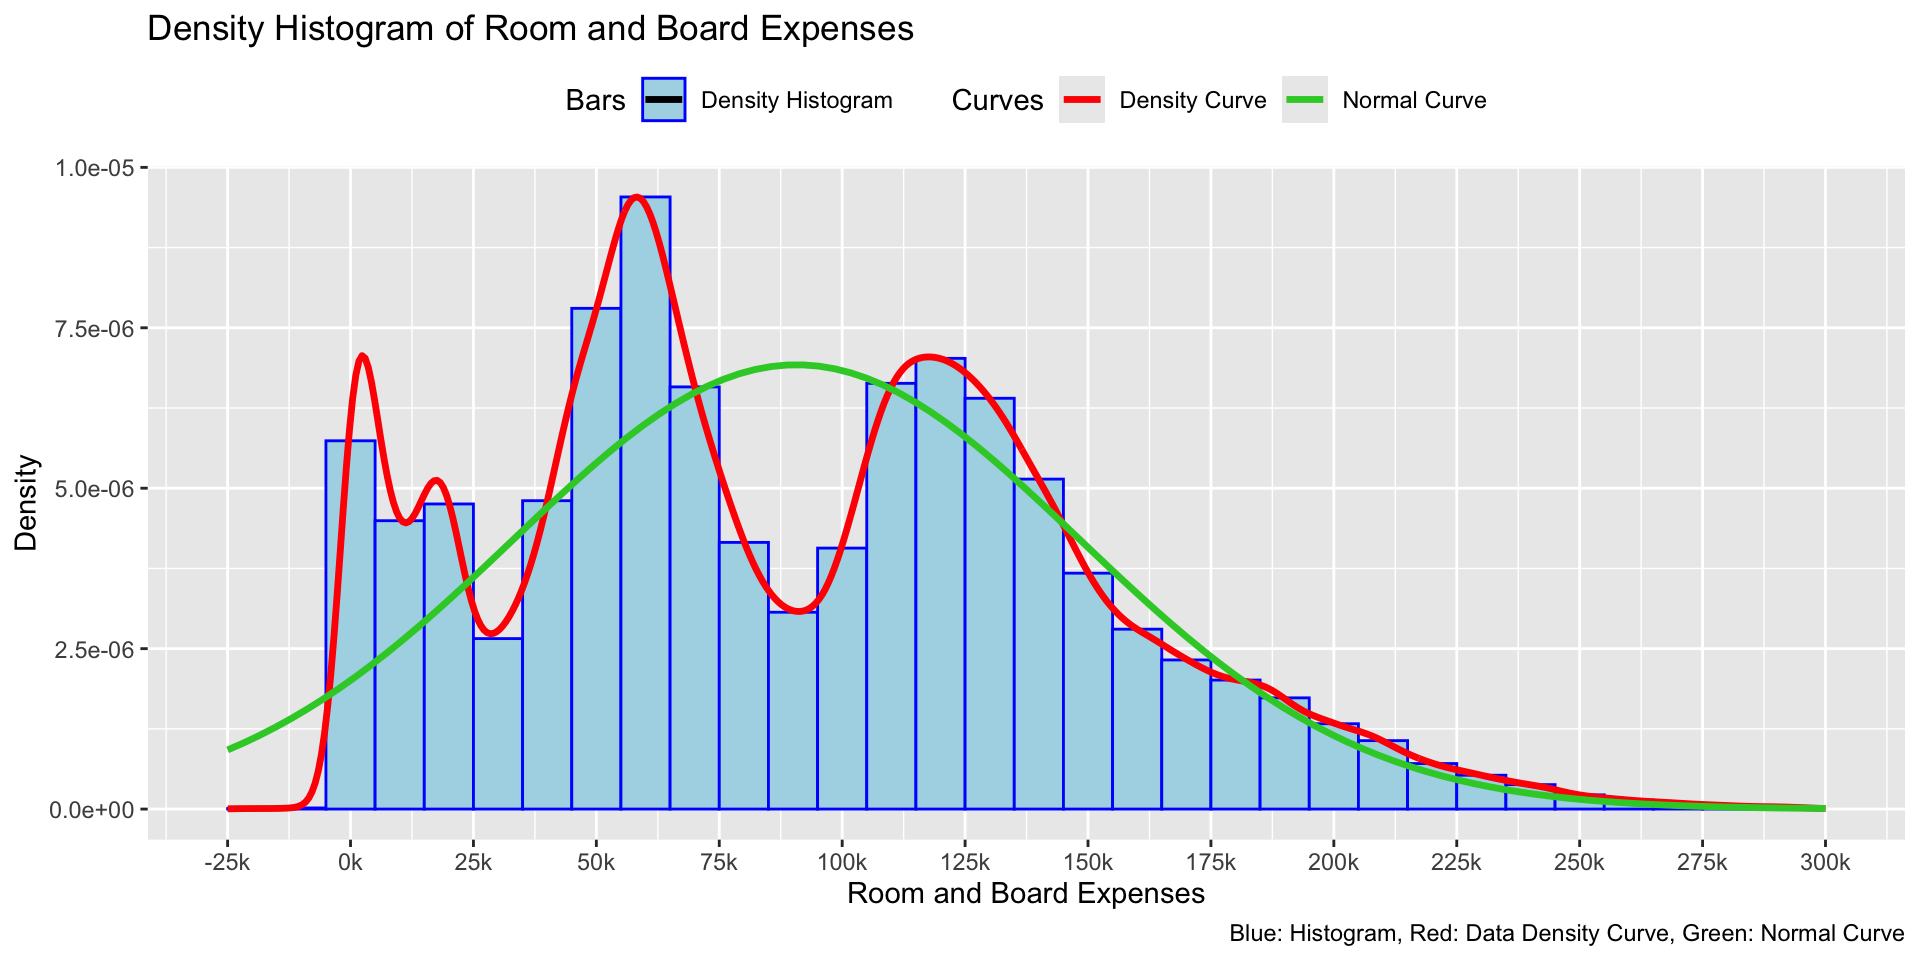 Density Histogram of Room and Board Expenses
Bars Density Histogram Curves Density Curve Normal Curve
1.0e-05
7.5e-06
5.0e-06
2.5e-06
0.0e+00
Density
-25k 0k 25k 50k 75k 100k 125k 150k 175k 200k 225k 250k 275k 300k
Room and Board Expenses
Blue: Histogram, Red: Data Density Curve, Green: Normal Curve